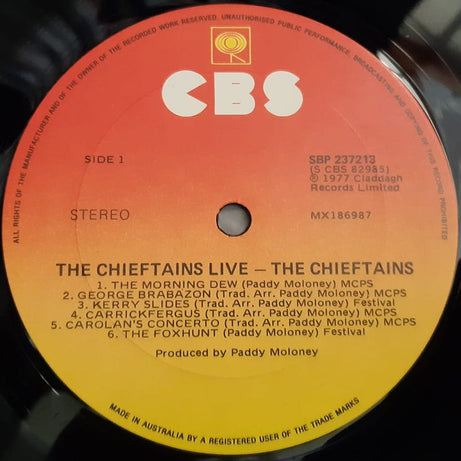 ALL RIGHTS OF THE MANUFACTURER AND OF THE OWNER OF THE RECORDED WORK RESERVED. UNAUTHORISED PUBLIC PERFORMANCE, BROADCASTING AND COPYING OF THIS RECORD PROHIBITED
CBS
SIDE 1
SBP 237213
(S CBS 82985)
℗ 1977 Claddagh
Records Limited
STEREO
MX186987
THE CHIEFTAINS LIVE — THE CHIEFTAINS
1. THE MORNING DEW (Paddy Moloney) MCPS
2. GEORGE BRABAZON (Trad. Arr. Paddy Moloney) MCPS
3. KERRY SLIDES (Trad. Arr. Paddy Moloney) Festival
4. CARRICKFERGUS (Trad. Arr. Paddy Moloney) MCPS
5. CAROLAN'S CONCERTO (Trad. Arr. Paddy Moloney) MCPS
6. THE FOXHUNT (Paddy Moloney) Festival
Produced by Paddy Moloney
MADE IN AUSTRALIA BY A REGISTERED USER OF THE TRADE MARKS